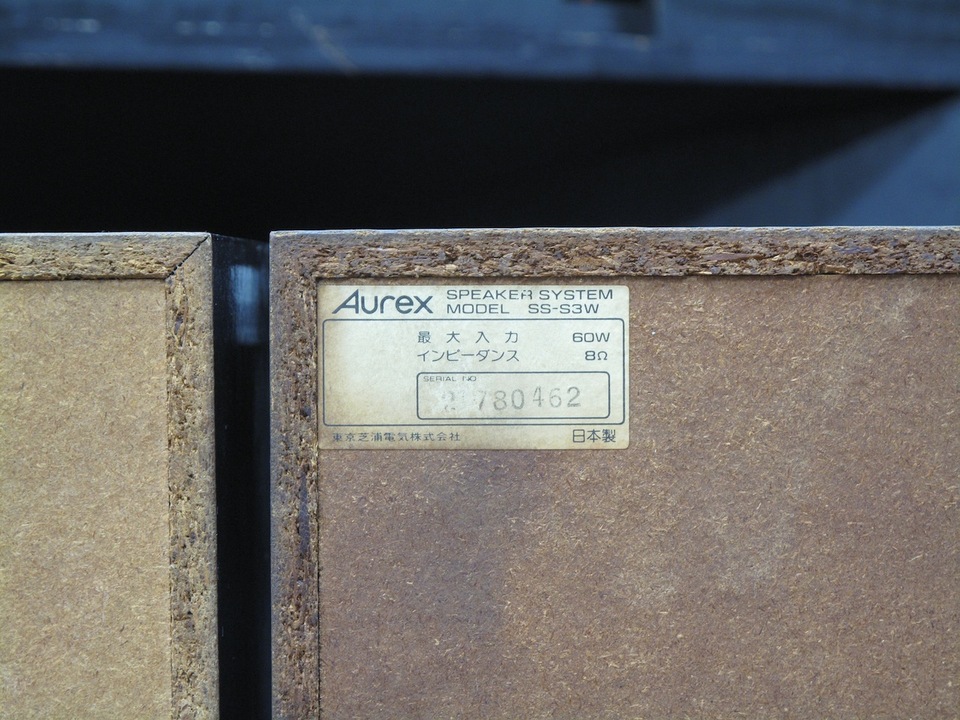 Aurex SPEAKER SYSTEM
MODEL SS-S3W
最大入力 60W
インピーダンス 8Ω
SERIAL NO
780462
東京芝浦電気株式会社 日本製